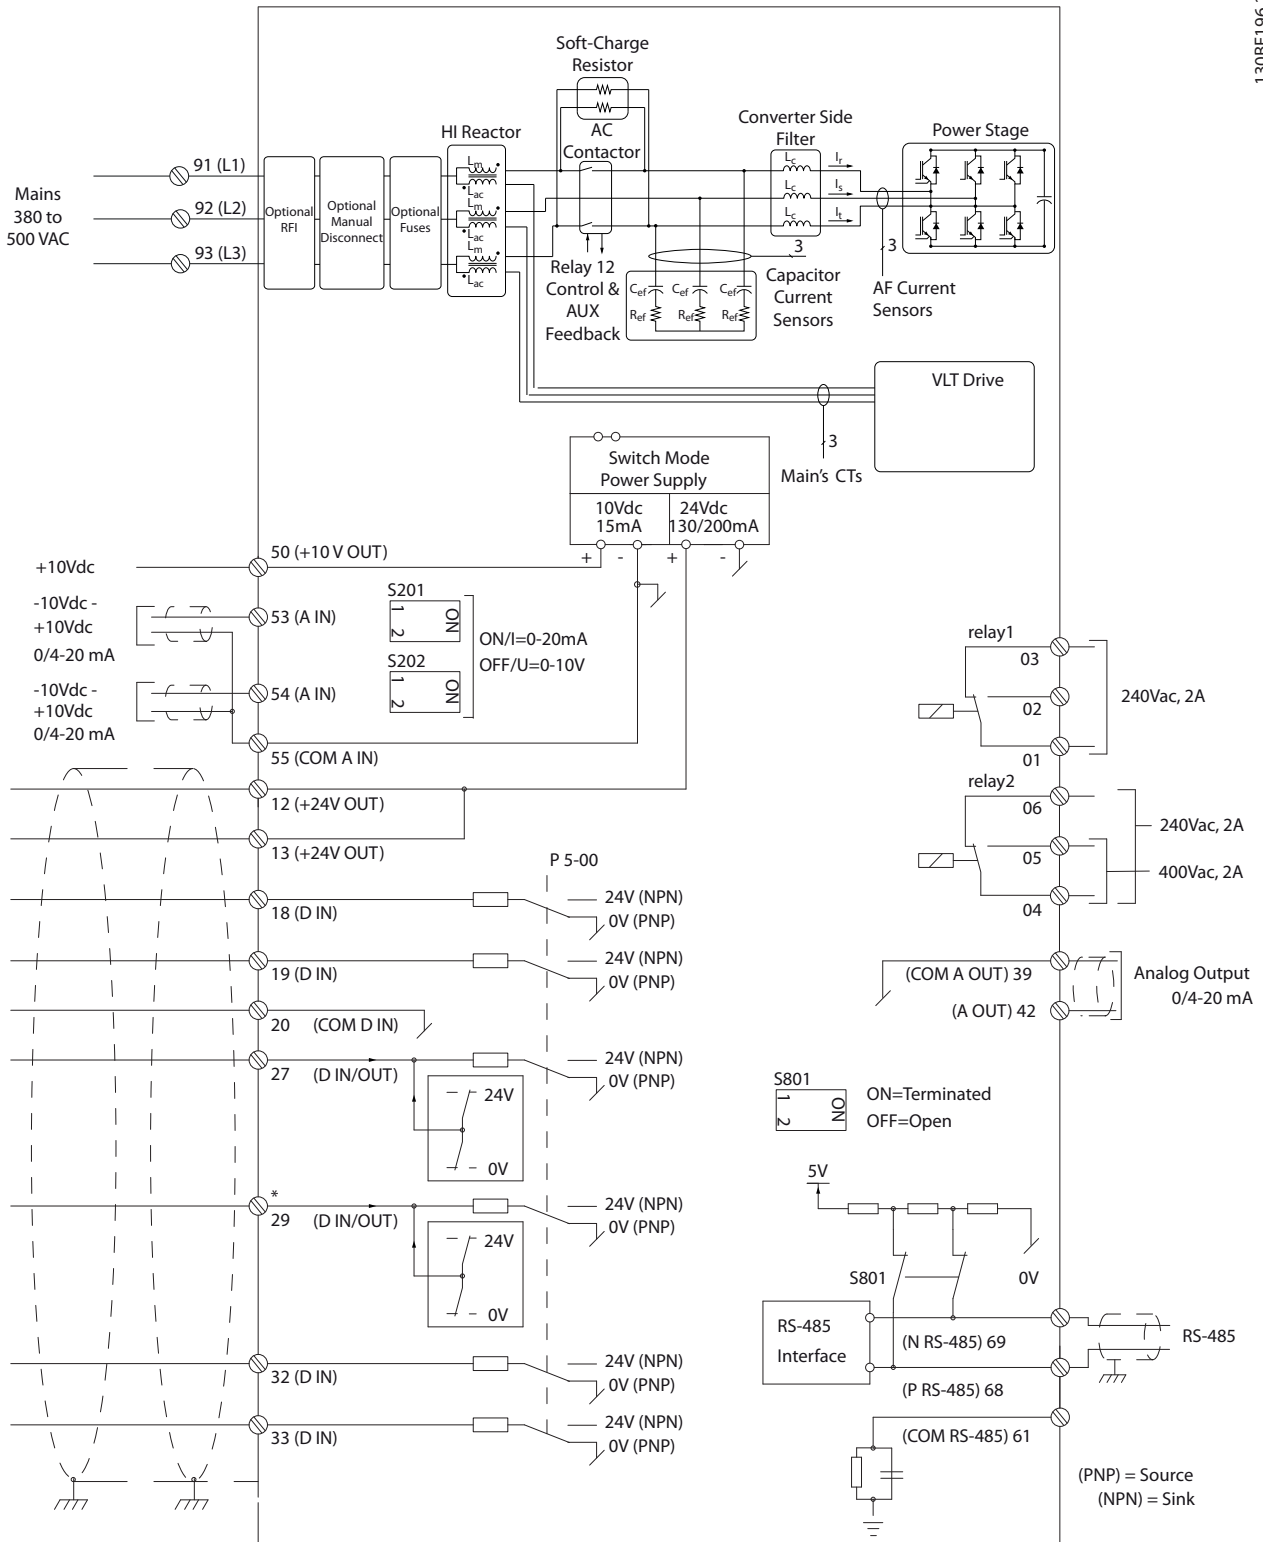 130BE196.
Soft-Charge
Resistor
AC
Contactor
Converter Side
Filter
Power Stage
HI Reactor
Mains
380 to
500 VAC
91 (L1)
92 (L2)
93 (L3)
Optional
RFI
Optional
Manual
Disconnect
Optional
Fuses
Lm
Lac
Lm
Lac
Lm
Lac
Lc
Lc
Lc
Ir
Is
It
3
3
Relay 12
Control &
AUX
Feedback
Cef
Cef
Cef
Ref
Ref
Ref
Capacitor
Current
Sensors
AF Current
Sensors
VLT Drive
3
Main's CTs
Switch Mode
Power Supply
10Vdc
15mA
24Vdc
130/200mA
+
-
+
-
+10Vdc
50 (+10 V OUT)
-10Vdc -
+10Vdc
0/4-20 mA
53 (A IN)
-10Vdc -
+10Vdc
0/4-20 mA
54 (A IN)
55 (COM A IN)
S201
1
2
ON
S202
1
2
ON
ON/I=0-20mA
OFF/U=0-10V
12 (+24V OUT)
13 (+24V OUT)
P 5-00
18 (D IN)
24V (NPN)
0V (PNP)
19 (D IN)
24V (NPN)
0V (PNP)
20 (COM D IN)
27 (D IN/OUT)
24V (NPN)
0V (PNP)
24V
0V
*
29 (D IN/OUT)
24V (NPN)
0V (PNP)
24V
0V
32 (D IN)
24V (NPN)
0V (PNP)
33 (D IN)
24V (NPN)
0V (PNP)
relay1
03
02
01
240Vac, 2A
relay2
06
05
04
240Vac, 2A
400Vac, 2A
(COM A OUT) 39
(A OUT) 42
Analog Output
0/4-20 mA
S801
1
2
ON
ON=Terminated
OFF=Open
5V
S801
0V
RS-485
Interface
(N RS-485) 69
(P RS-485) 68
(COM RS-485) 61
RS-485
(PNP) = Source
(NPN) = Sink